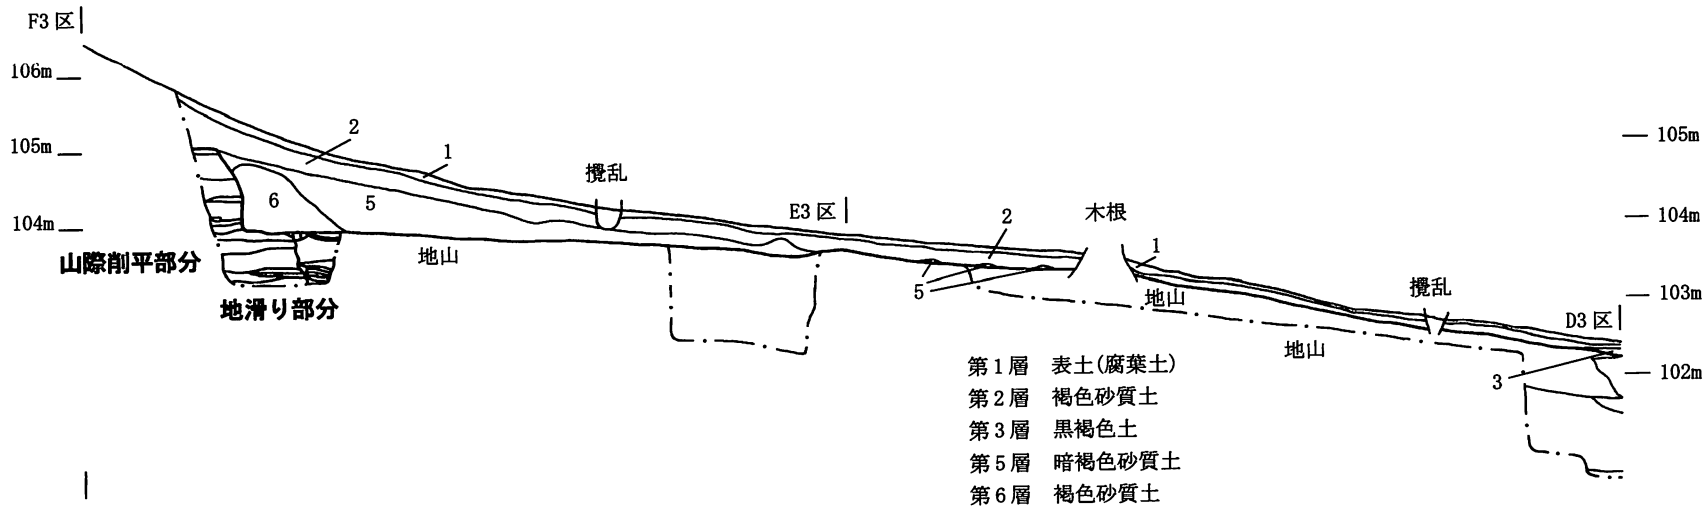 F3区
106m
105m
104m
2
1
攪乱
6
5
E3区
2
木根
1
105m
104m
103m
102m
山際削平部分
地滑り部分
地山
5
地山
攪乱
D3区
地山
3
第1層 表土(腐葉土)
第2層 褐色砂質土
第3層 黒褐色土
第5層 暗褐色砂質土
第6層 褐色砂質土